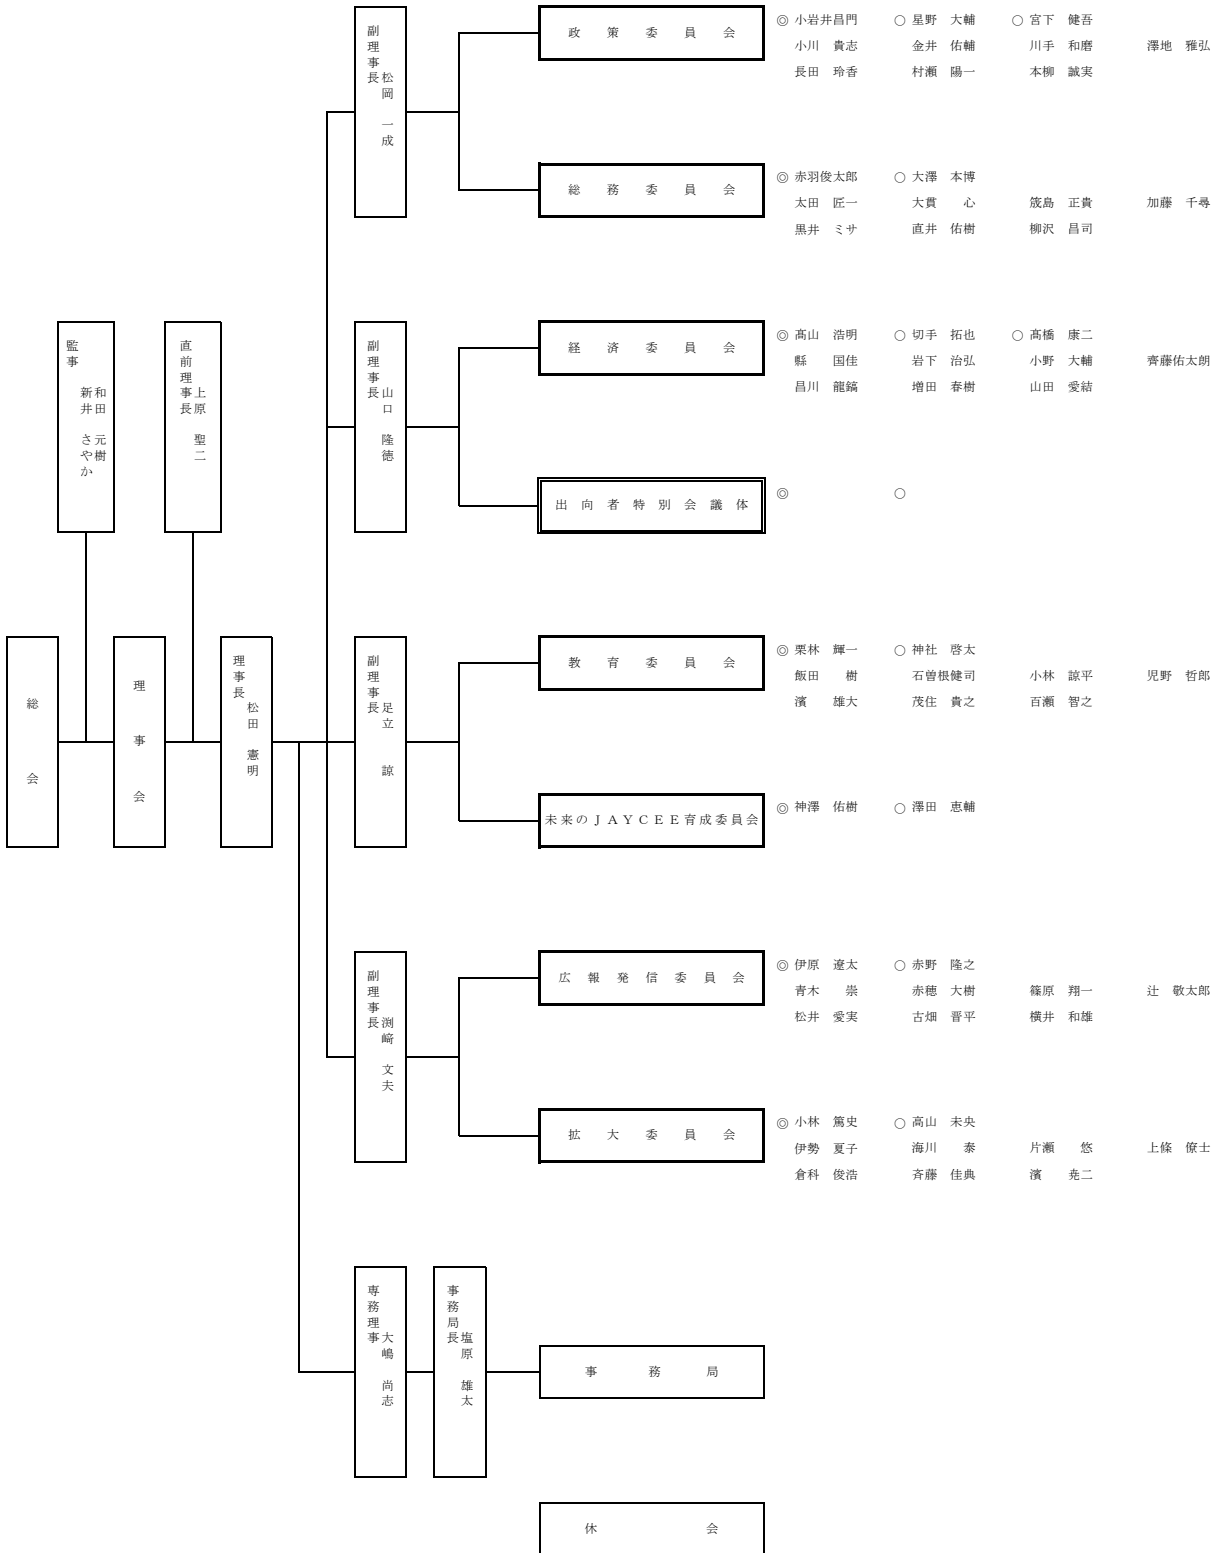 総会
監事
和田　元樹
新井　さやか
理事会
直前理事長
上原　聖二
理事長
松田　憲明
副理事長
松岡　一成
政策委員会
◎ 小岩井昌門　○ 星野　大輔　○ 宮下　健吾
小川　貴志　金井　佑輔　川手　和磨　澤地　雅弘
長田　玲香　村瀬　陽一　本柳　誠実
総務委員会
◎ 赤羽俊太郎　○ 大澤　本博
太田　匠一　大貫　心　筬島　正貴　加藤　千尋
黒井　ミサ　直井　佑樹　柳沢　昌司
副理事長
山口　隆徳
経済委員会
◎ 髙山　浩明　○ 切手　拓也　○ 髙橋　康二
縣　国佳　岩下　治弘　小野　大輔　齊藤佑太朗
昌川　龍鎬　増田　春樹　山田　愛結
出向者特別会議体
◎　○
副理事長
足立　諒
教育委員会
◎ 栗林　輝一　○ 神社　啓太
飯田　樹　石曽根健司　小林　諒平　児野　哲郎
濱　雄大　茂住　貴之　百瀬　智之
未来のＪＡＹＣＥＥ育成委員会
◎ 神澤　佑樹　○ 澤田　恵輔
副理事長
渕﨑　文夫
広報発信委員会
◎ 伊原　遼太　○ 赤野　隆之
青木　崇　赤穂　大樹　篠原　翔一　辻　敬太郎
松井　愛実　古畑　晋平　横井　和雄
拡大委員会
◎ 小林　篤史　○ 高山　未央
伊勢　夏子　海川　泰　片瀬　悠　上條　僚士
倉科　俊浩　斉藤　佳典　濱　尭二
専務理事
大嶋　尚志
事務局長
塩原　雄太
事務局
休会